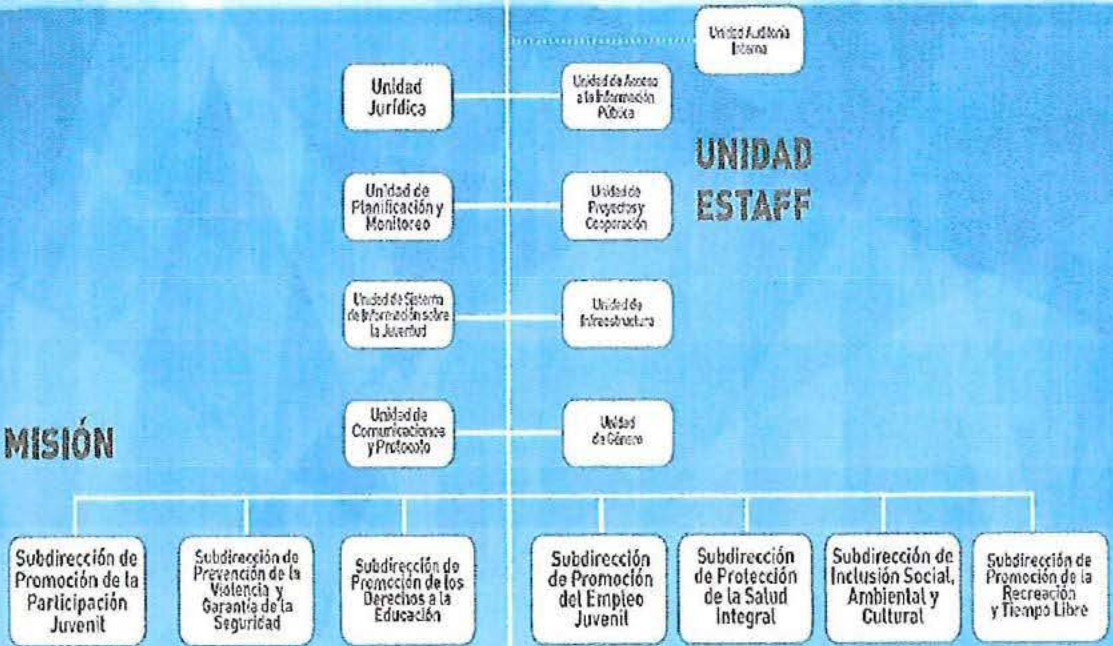 Unidad Auditoría
Interna
Unidad
Jurídica
Unidad de Acceso
a la Información
Pública
UNIDAD
ESTAFF
Unidad de
Planificación y
Monitoreo
Unidad de
Proyectos y
Cooperación
Unidad de Sistema
de Información sobre
la Juventud
Unidad de
Infraestructura
Unidad de
Comunicaciones
y Protocolo
Unidad
de Género
MISIÓN
Subdirección de
Promoción de la
Participación
Juvenil
Subdirección de
Prevención de la
Violencia y
Garantía de la
Seguridad
Subdirección de
Promoción de los
Derechos a la
Educación
Subdirección
de Promoción
del Empleo
Juvenil
Subdirección
de Protección
de la Salud
Integral
Subdirección de
Inclusión Social,
Ambiental y
Cultural
Subdirección de
Promoción de la
Recreación
y Tiempo Libre